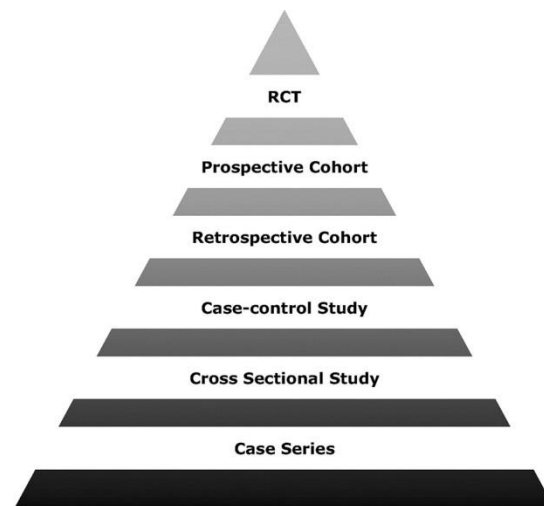 RCT
Prospective Cohort
Retrospective Cohort
Case-control Study
Cross Sectional Study
Case Series